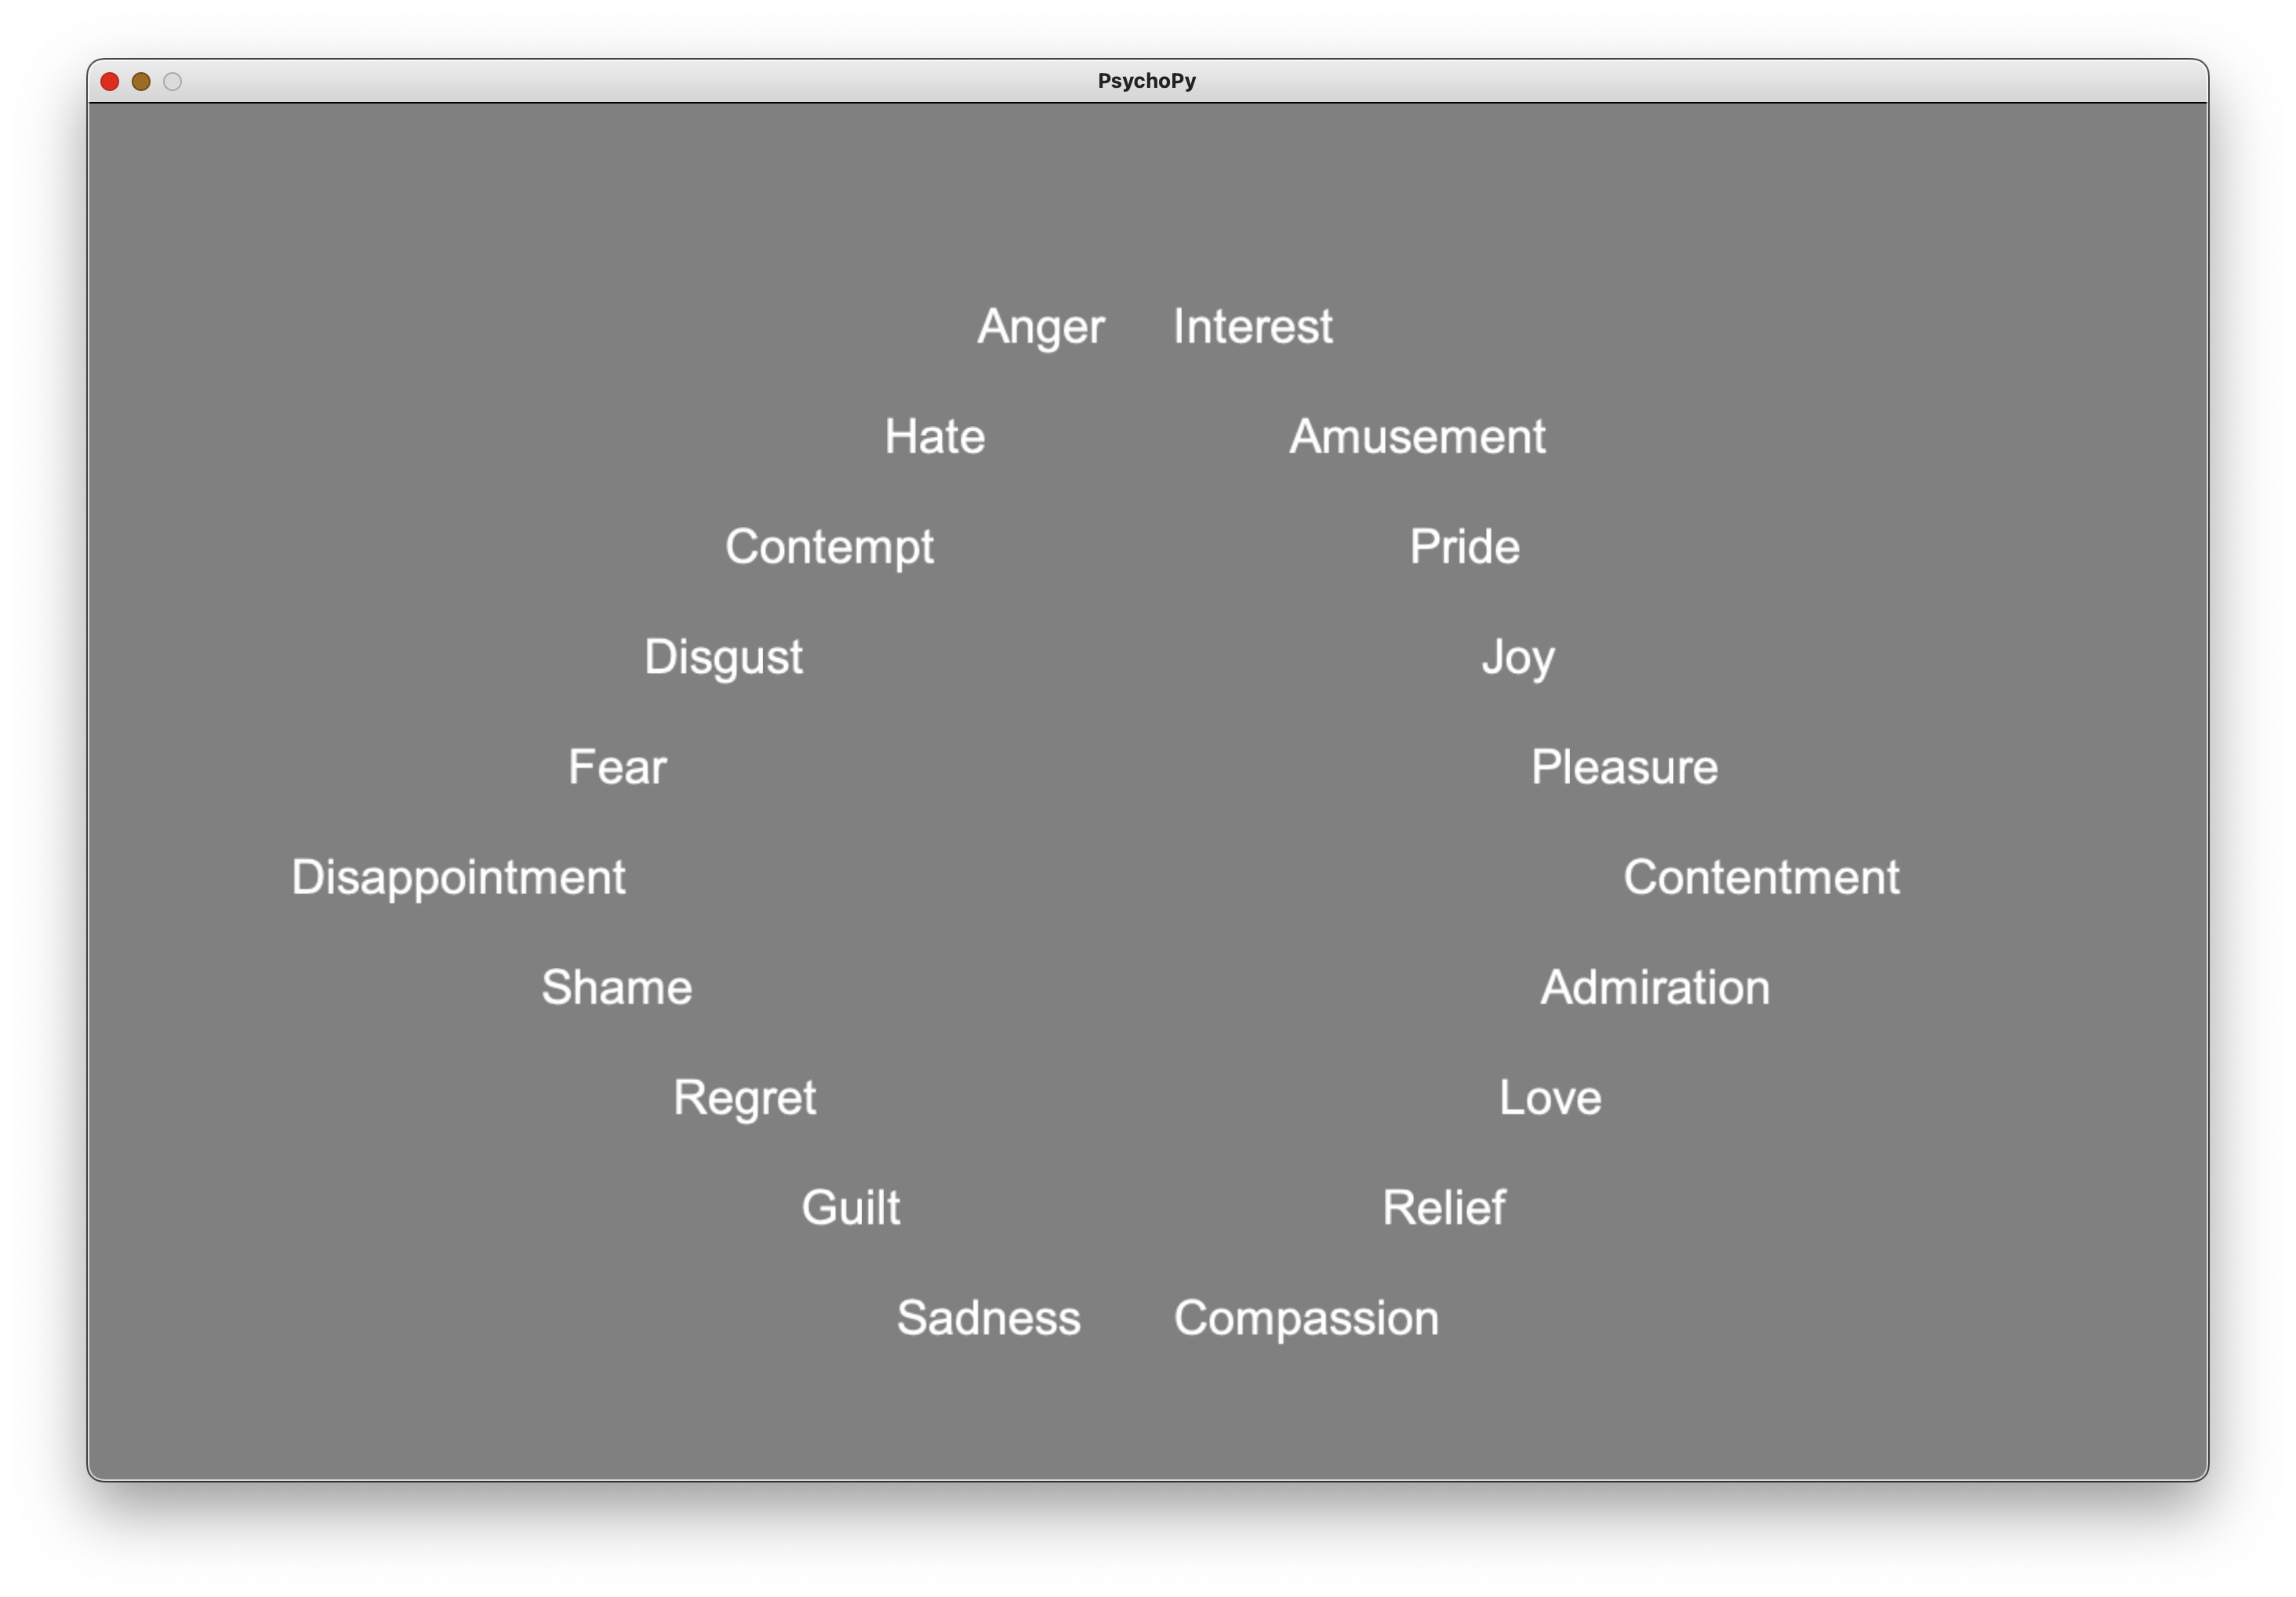 PsychoPy
Anger Interest
Hate Amusement
Contempt Pride
Disgust Joy
Fear Pleasure
Disappointment Contentment
Shame Admiration
Regret Love
Guilt Relief
Sadness Compassion